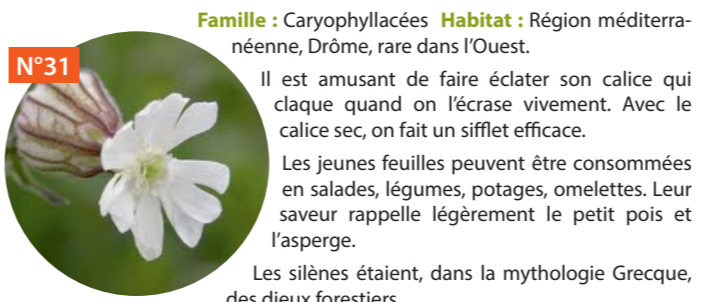 Famille : Caryophyllacées Habitat : Région méditerra-
néenne, Drôme, rare dans l'Ouest.
N°31
Il est amusant de faire éclater son calice qui
claque quand on l'écrase vivement. Avec le
calice sec, on fait un sifflet efficace.
Les jeunes feuilles peuvent être consommées
en salades, légumes, potages, omelettes. Leur
saveur rappelle légèrement le petit pois et
l'asperge.
Les silènes étaient, dans la mythologie Grecque,
des dieux forestiers